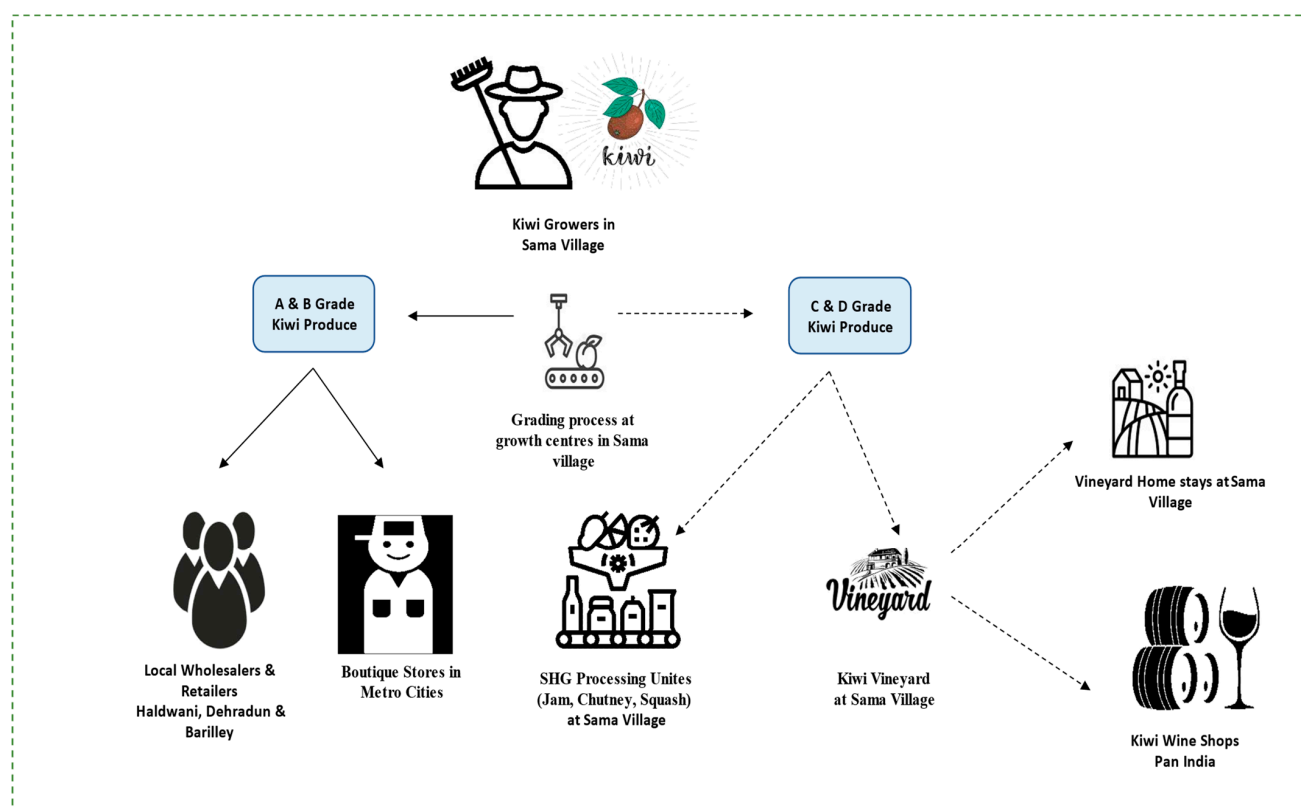 kiwi
Kiwi Growers in
Sama Village
A & B Grade
Kiwi Produce
C & D Grade
Kiwi Produce
Grading process at
growth centres in Sama
village
Vineyard Home stays at Sama
Village
Vineyard
Local Wholesalers &
Retailers
Haldwani, Dehradun &
Barilley
Boutique Stores in
Metro Cities
SHG Processing Unites
(Jam, Chutney, Squash)
at Sama Village
Kiwi Vineyard
at Sama Village
Kiwi Wine Shops
Pan India